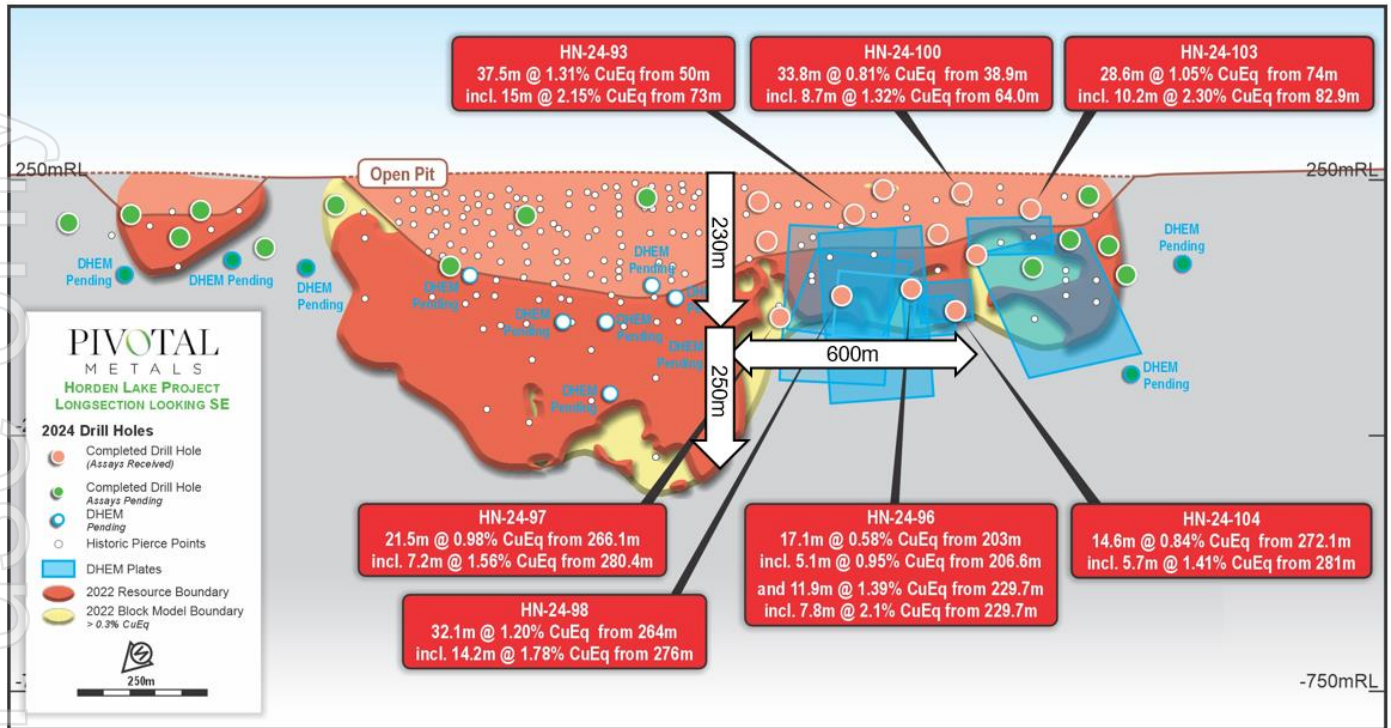 HN-24-93
37.5m @ 1.31% CuEq from 50m
incl. 15m @ 2.15% CuEq from 73m
HN-24-100
33.8m @ 0.81% CuEq from 38.9m
incl. 8.7m @ 1.32% CuEq from 64.0m
HN-24-103
28.6m @ 1.05% CuEq from 74m
incl. 10.2m @ 2.30% CuEq from 82.9m
250mRL
Open Pit
250mRL
230m
250m
600m
DHEM
Pending
DHEM
Pending
DHEM
Pending
DHEM
Pending
DHEM
Pending
DHEM
Pending
DHEM
Pending
DHEM
Pending
DHEM
Pending
DHEM
Pending
DHEM
Pending
PIVOTAL
METALS
HORDEN LAKE PROJECT
LONGSECTION LOOKING SE
2024 Drill Holes
Completed Drill Hole
(Assays Received)
Completed Drill Hole
Assays Pending
DHEM
Pending
Historic Pierce Points
DHEM Plates
2022 Resource Boundary
2022 Block Model Boundary
> 0.3% CuEq
250m
HN-24-97
21.5m @ 0.98% CuEq from 266.1m
incl. 7.2m @ 1.56% CuEq from 280.4m
HN-24-98
32.1m @ 1.20% CuEq from 264m
incl. 14.2m @ 1.78% CuEq from 276m
HN-24-96
17.1m @ 0.58% CuEq from 203m
incl. 5.1m @ 0.95% CuEq from 206.6m
and 11.9m @ 1.39% CuEq from 229.7m
incl. 7.8m @ 2.1% CuEq from 229.7m
HN-24-104
14.6m @ 0.84% CuEq from 272.1m
incl. 5.7m @ 1.41% CuEq from 281m
-750mRL